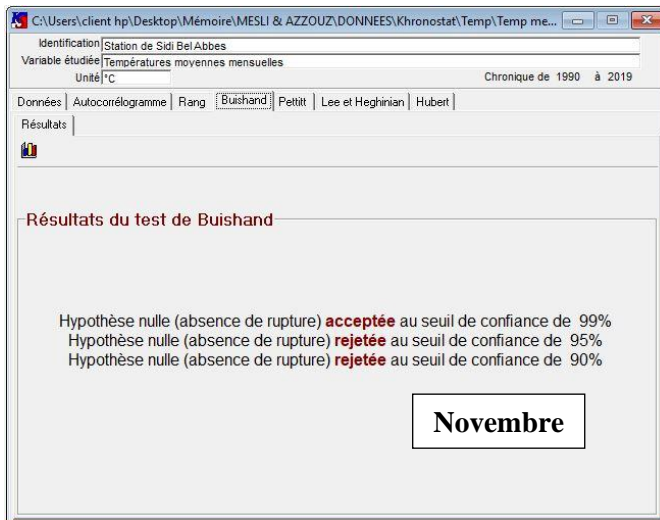 C:\Users\client hp\Desktop\Mémoire\MESLI & AZZOUZ\DONNEES\Khronostat\Temp\Temp me...
Identification Station de Sidi Bel Abbes
Variable étudiée Températures moyennes mensuelles
Unité °C Chronique de 1990 à 2019
Données Autocorrélogramme Rang Buishand Pettitt Lee et Heghinian Hubert
Résultats
Résultats du test de Buishand
Hypothèse nulle (absence de rupture) acceptée au seuil de confiance de 99%
Hypothèse nulle (absence de rupture) rejetée au seuil de confiance de 95%
Hypothèse nulle (absence de rupture) rejetée au seuil de confiance de 90%
Novembre